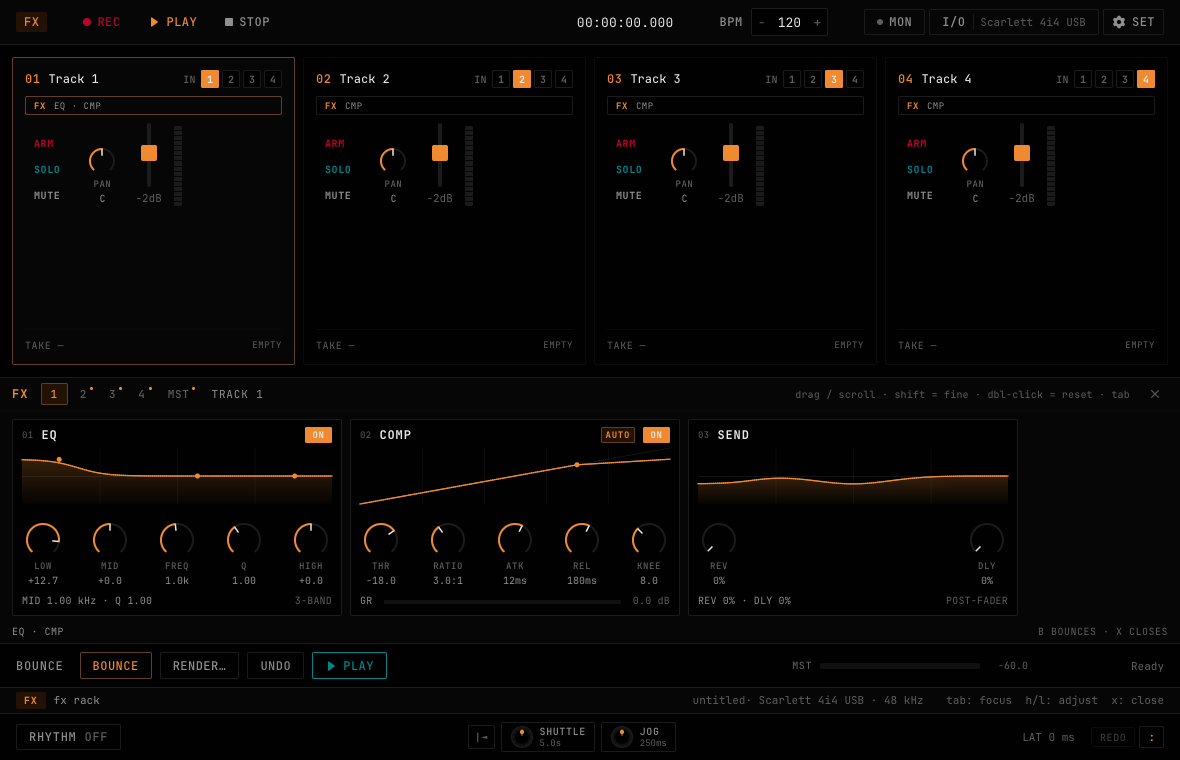 FX REC PLAY STOP 00:00:00.000 BPM - 120 + MON I/O Scarlett 4i4 USB SET
01 Track 1 IN 1 2 3 4
FX EQ · CMP
ARM
SOLO
MUTE
PAN
C
-2dB
TAKE — EMPTY
02 Track 2 IN 1 2 3 4
FX CMP
ARM
SOLO
MUTE
PAN
C
-2dB
TAKE — EMPTY
03 Track 3 IN 1 2 3 4
FX CMP
ARM
SOLO
MUTE
PAN
C
-2dB
TAKE — EMPTY
04 Track 4 IN 1 2 3 4
FX CMP
ARM
SOLO
MUTE
PAN
C
-2dB
TAKE — EMPTY
FX 1 2 3 4 MST TRACK 1 drag / scroll · shift = fine · dbl-click = reset · tab
01 EQ ON
LOW MID FREQ Q HIGH
+12.7 +0.0 1.0k 1.00 +0.0
MID 1.00 kHz · Q 1.00 3-BAND
02 COMP AUTO ON
THR RATIO ATK REL KNEE
-18.0 3.0:1 12ms 180ms 8.0
GR 0.0 dB
03 SEND
REV DLY
0% 0%
REV 0% · DLY 0% POST-FADER
EQ · CMP B BOUNCES · X CLOSES
BOUNCE BOUNCE RENDER… UNDO PLAY MST -60.0 Ready
FX fx rack untitled· Scarlett 4i4 USB · 48 kHz tab: focus h/l: adjust x: close
RHYTHM OFF SHUTTLE 5.0s JOG 250ms LAT 0 ms REDO :